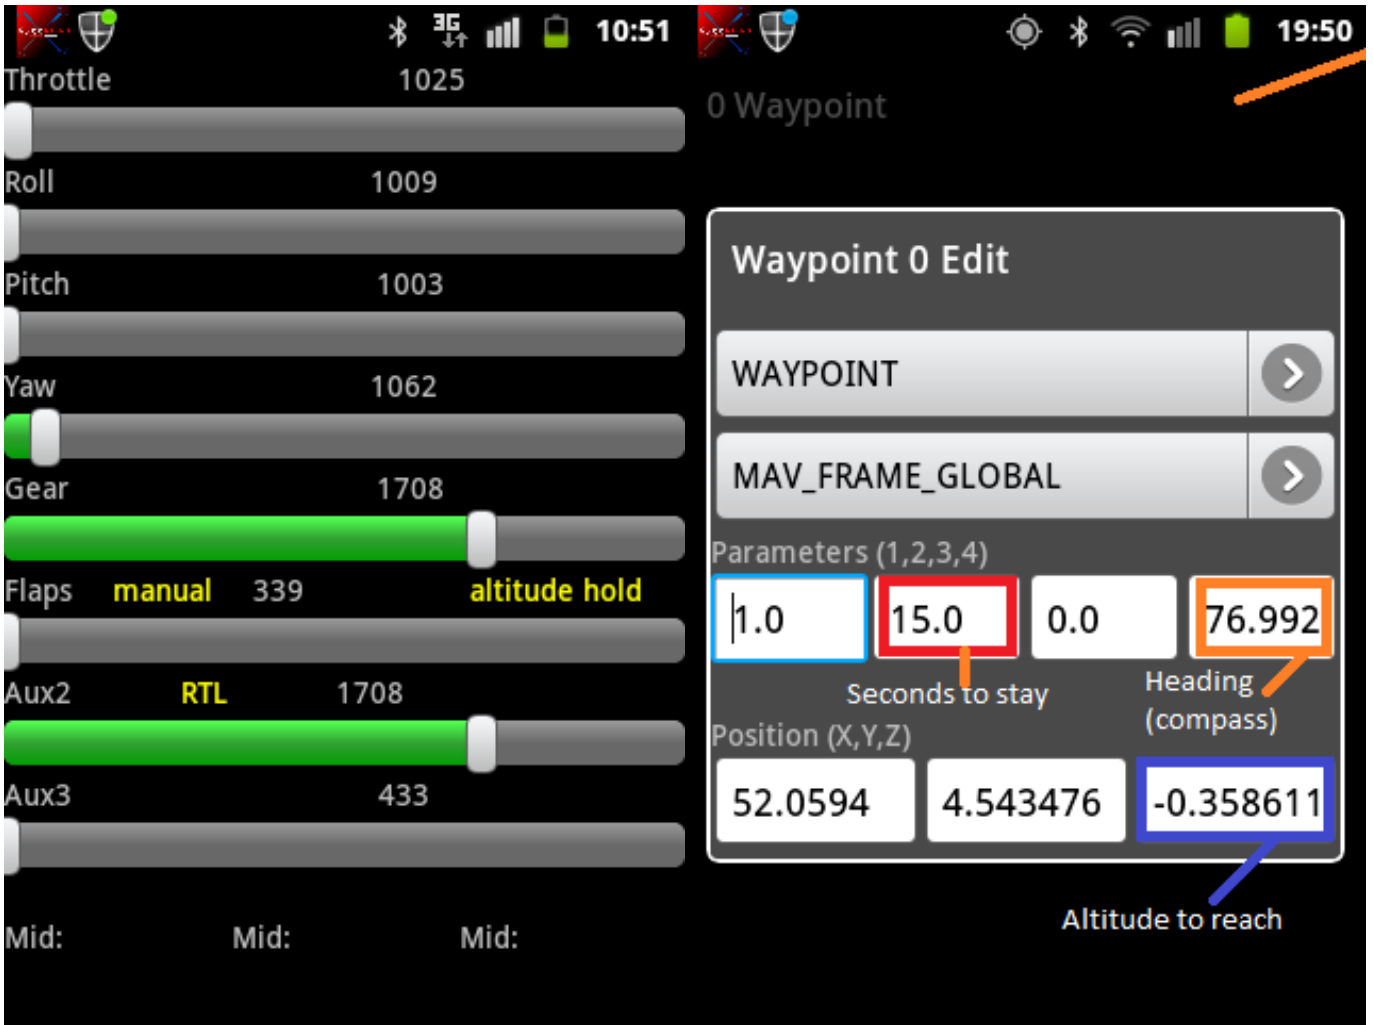 10:51
Throttle 1025
Roll 1009
Pitch 1003
Yaw 1062
Gear 1708
Flaps manual 339 altitude hold
Aux2 RTL 1708
Aux3 433
Mid: Mid: Mid:
19:50
0 Waypoint
Waypoint 0 Edit
WAYPOINT
MAV_FRAME_GLOBAL
Parameters (1,2,3,4)
1.0 15.0 0.0 76.992
Seconds to stay
Heading
(compass)
Position (X,Y,Z)
52.0594 4.543476 -0.358611
Altitude to reach